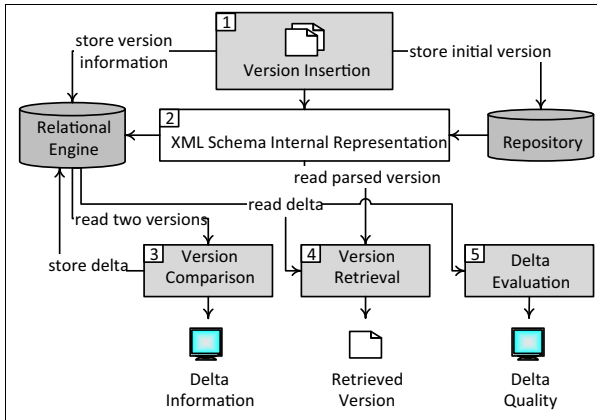 1
store version
information
store initial version
Version Insertion
2
Relational
Engine
XML Schema Internal Representation
Repository
read parsed version
read delta
read two versions
store delta
3
Version
Comparison
4
Version
Retrieval
5
Delta
Evaluation
Delta
Information
Retrieved
Version
Delta
Quality